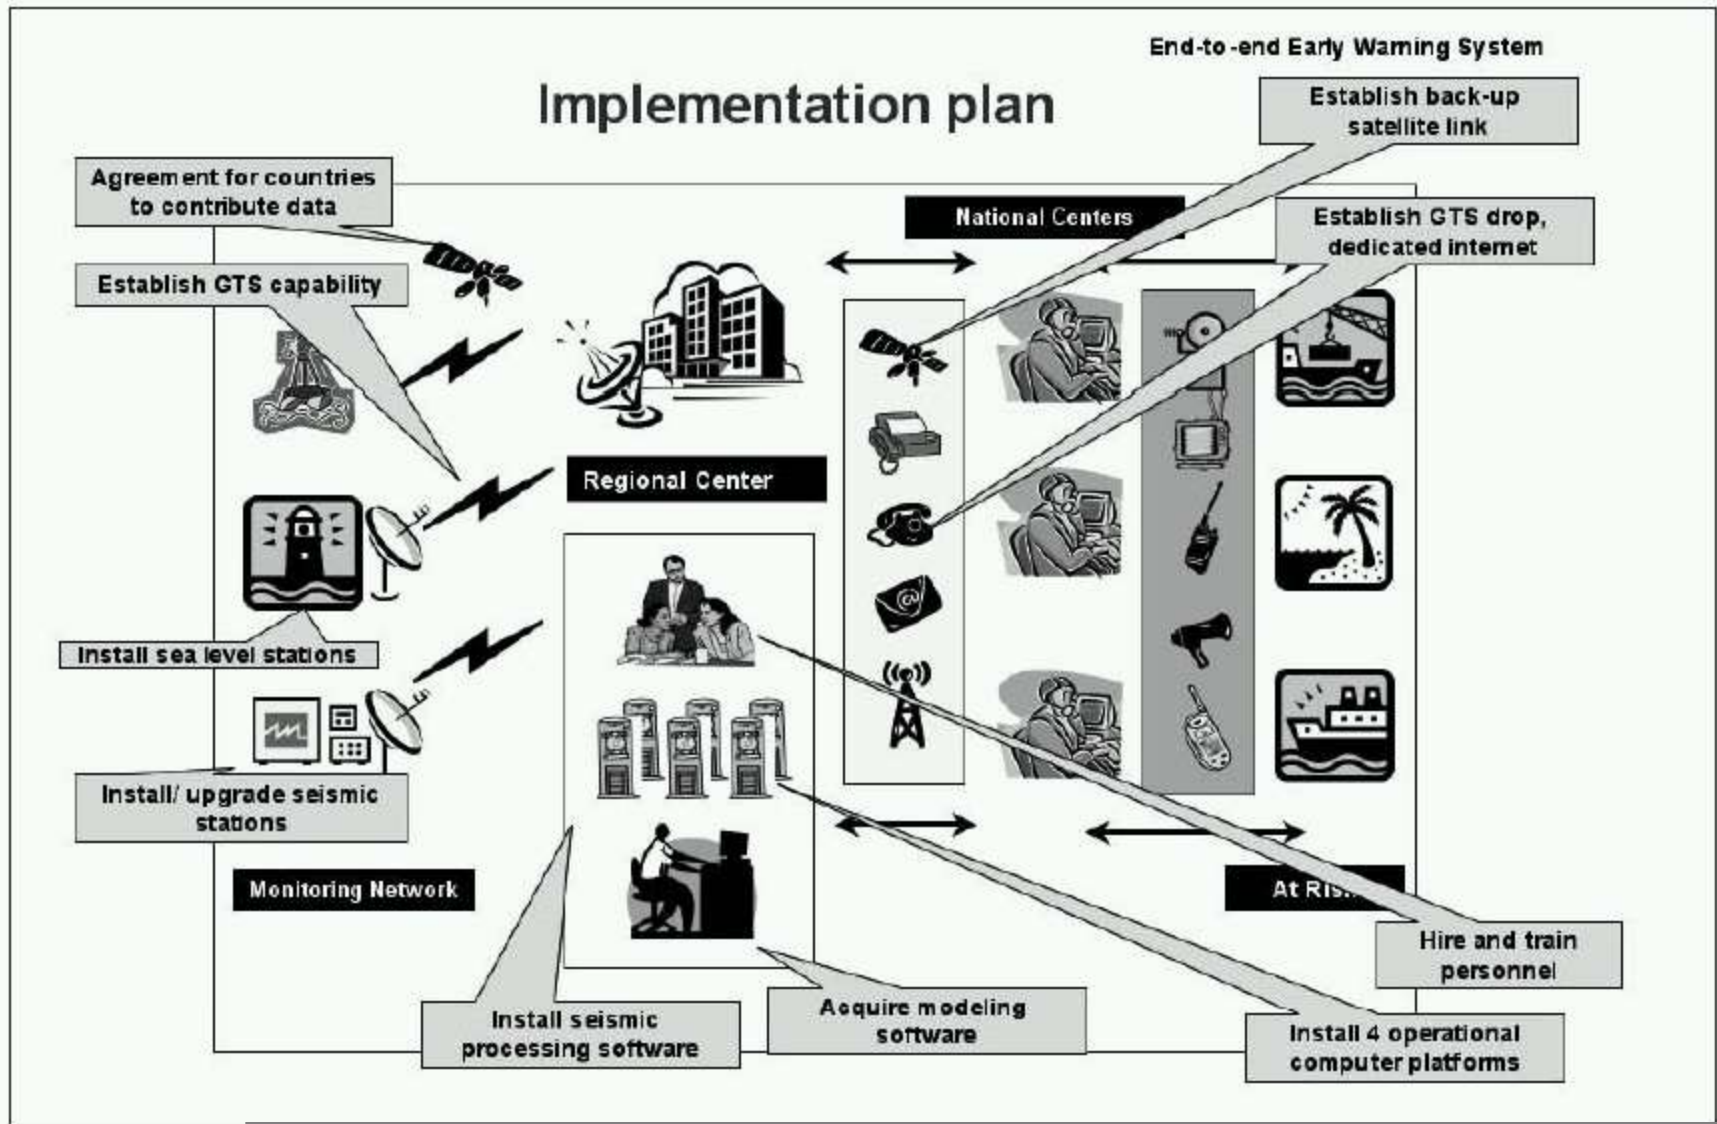 End-to-end Early Warning System
Implementation plan
Establish back-up
satellite link
Agreement for countries
to contribute data
National Centers
Establish GTS drop,
dedicated internet
Establish GTS capability
Regional Center
Install sea level stations
Install/ upgrade seismic
stations
Monitoring Network
At
Hire and train
personnel
Install seismic
processing software
Acquire modeling
software
Install 4 operational
computer platforms